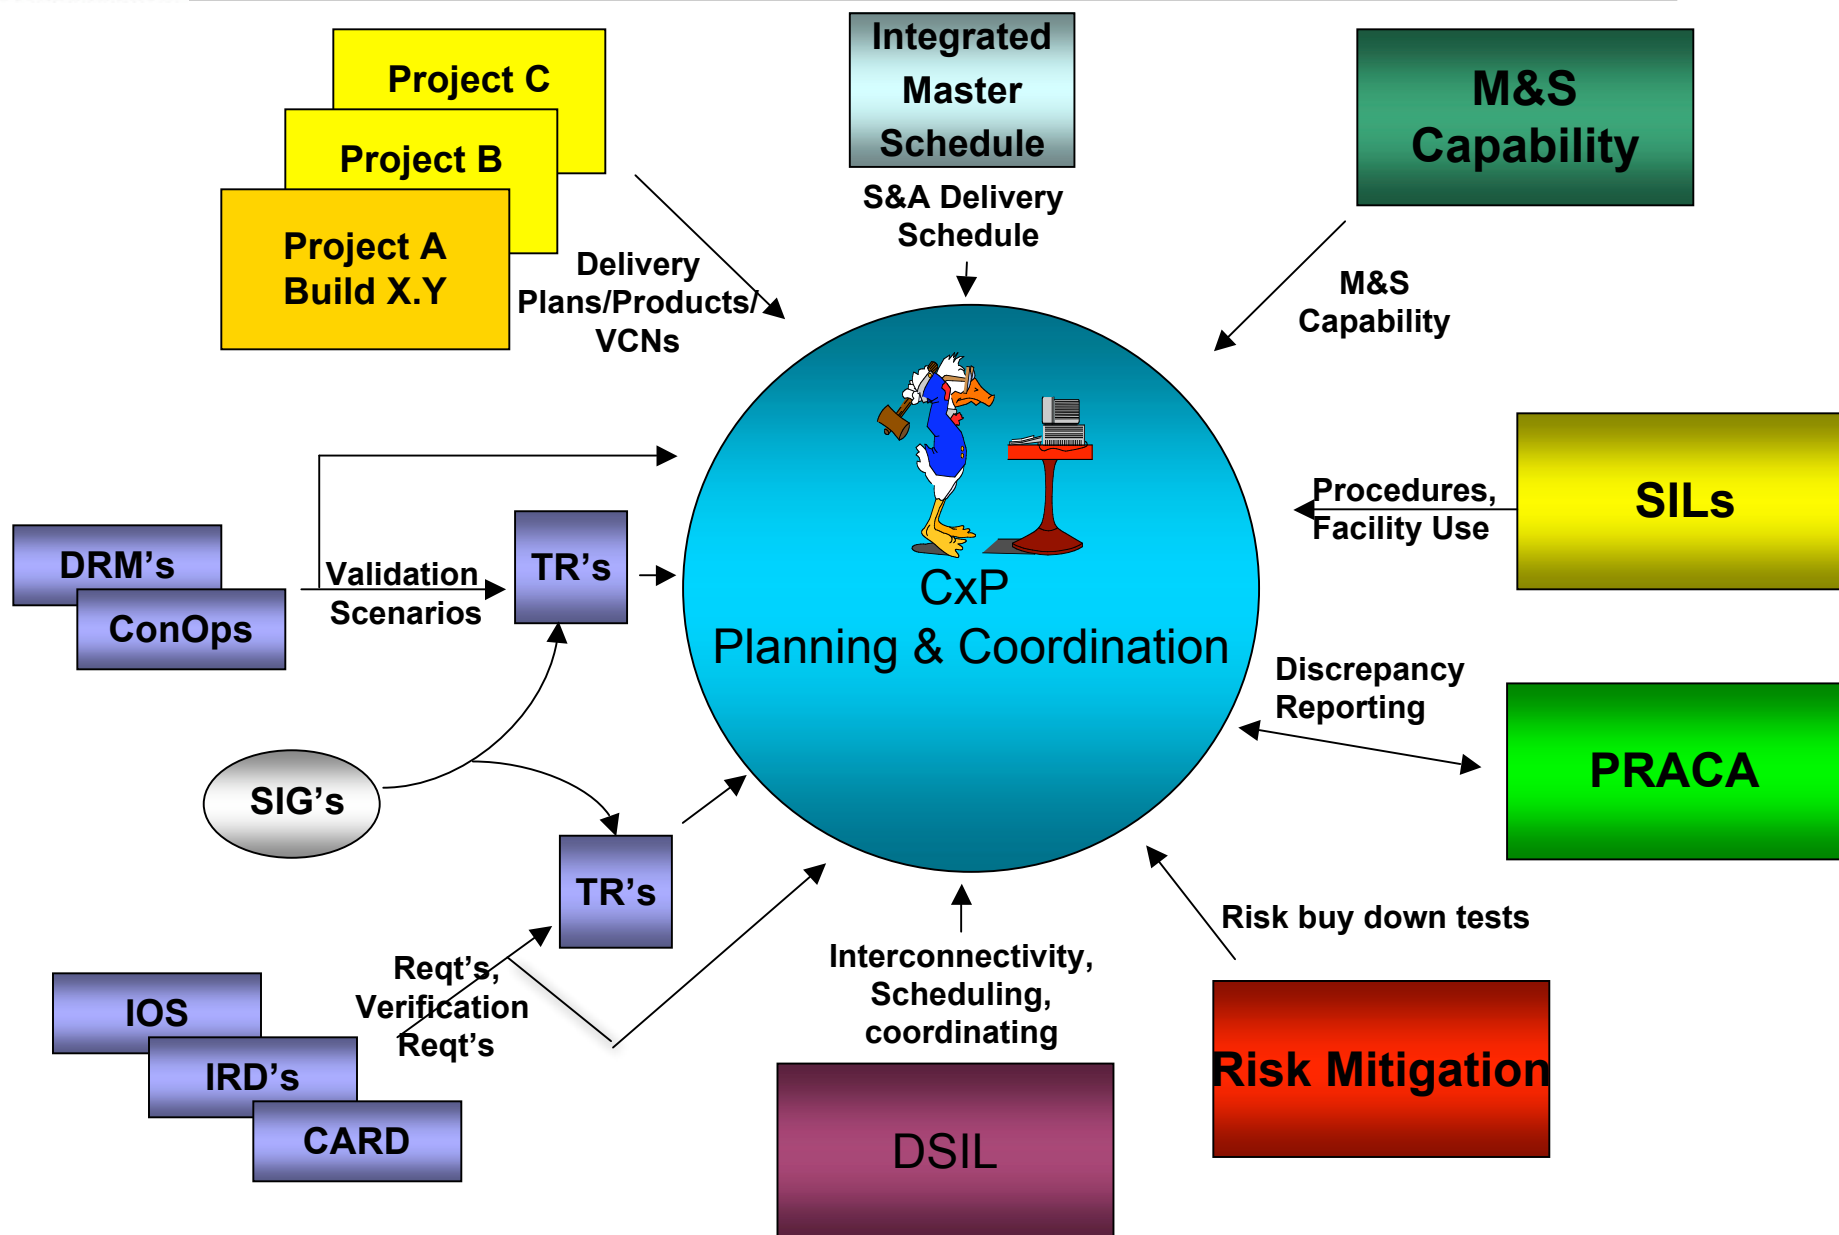 Project C
Project B
Project A
Build X.Y
Delivery
Plans/Products/
VCNs
Integrated
Master
Schedule
S&A Delivery
Schedule
M&S
Capability
M&S
Capability
DRM's
ConOps
Validation
Scenarios
TR's
CxP
Planning & Coordination
Procedures,
Facility Use
SILs
Discrepancy
Reporting
PRACA
SIG's
TR's
Reqt's,
Verification
Reqt's
IOS
IRD's
CARD
Interconnectivity,
Scheduling,
coordinating
DSIL
Risk buy down tests
Risk Mitigation